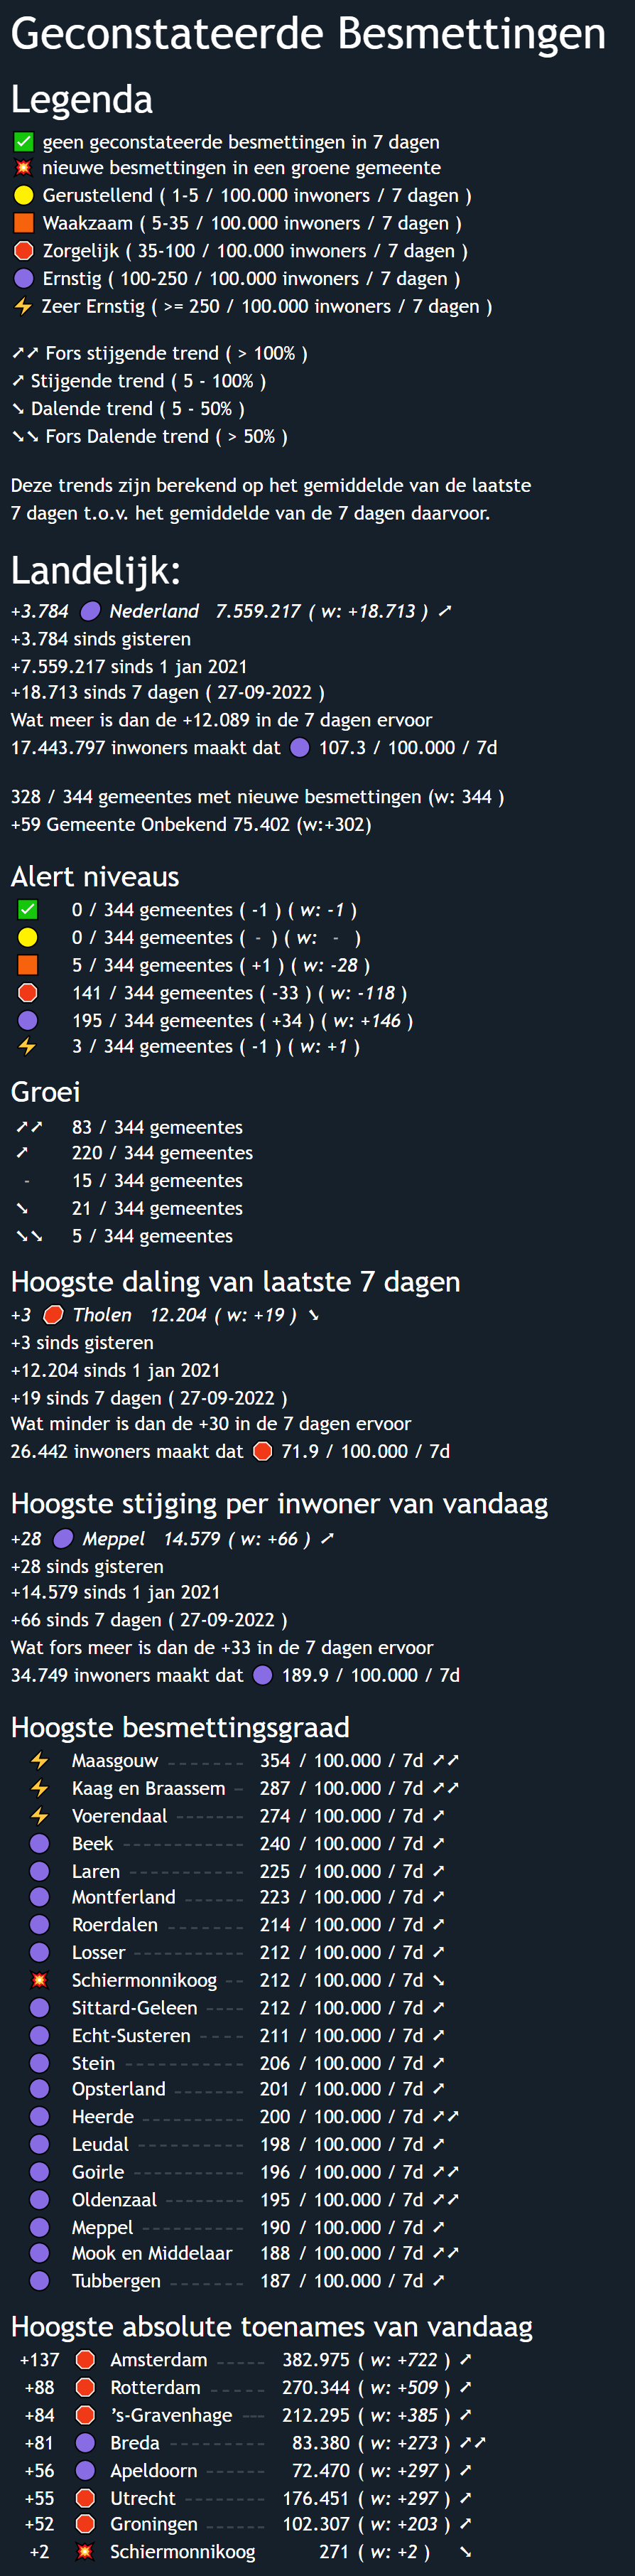 Geconstateerde Besmettingen
Legenda
✅ geen geconstateerde besmettingen in 7 dagen
💥 nieuwe besmettingen in een groene gemeente
🟡 Gerustellend ( 1-5 / 100.000 inwoners / 7 dagen )
🟧 Waakzaam ( 5-35 / 100.000 inwoners / 7 dagen )
🛑 Zorgelijk ( 35-100 / 100.000 inwoners / 7 dagen )
🟣 Ernstig ( 100-250 / 100.000 inwoners / 7 dagen )
⚡ Zeer Ernstig ( >= 250 / 100.000 inwoners / 7 dagen )
➚➚ Fors stijgende trend ( > 100% )
➚ Stijgende trend ( 5 - 100% )
➘ Dalende trend ( 5 - 50% )
➘➘ Fors Dalende trend ( > 50% )
Deze trends zijn berekend op het gemiddelde van de laatste
7 dagen t.o.v. het gemiddelde van de 7 dagen daarvoor.
Landelijk:
+3.784 🟣 Nederland 7.559.217 ( w: +18.713 ) ➚
+3.784 sinds gisteren
+7.559.217 sinds 1 jan 2021
+18.713 sinds 7 dagen ( 27-09-2022 )
Wat meer is dan de +12.089 in de 7 dagen ervoor
17.443.797 inwoners maakt dat 🟣 107.3 / 100.000 / 7d
328 / 344 gemeentes met nieuwe besmettingen (w: 344 )
+59 Gemeente Onbekend 75.402 (w:+302)
Alert niveaus
✅ 0 / 344 gemeentes ( -1 ) ( w: -1 )
🟡 0 / 344 gemeentes ( - ) ( w: - )
🟧 5 / 344 gemeentes ( +1 ) ( w: -28 )
🛑 141 / 344 gemeentes ( -33 ) ( w: -118 )
🟣 195 / 344 gemeentes ( +34 ) ( w: +146 )
⚡ 3 / 344 gemeentes ( -1 ) ( w: +1 )
Groei
➚➚ 83 / 344 gemeentes
➚ 220 / 344 gemeentes
- 15 / 344 gemeentes
➘ 21 / 344 gemeentes
➘➘ 5 / 344 gemeentes
Hoogste daling van laatste 7 dagen
+3 🛑 Tholen 12.204 ( w: +19 ) ➘
+3 sinds gisteren
+12.204 sinds 1 jan 2021
+19 sinds 7 dagen ( 27-09-2022 )
Wat minder is dan de +30 in de 7 dagen ervoor
26.442 inwoners maakt dat 🛑 71.9 / 100.000 / 7d
Hoogste stijging per inwoner van vandaag
+28 🟣 Meppel 14.579 ( w: +66 ) ➚
+28 sinds gisteren
+14.579 sinds 1 jan 2021
+66 sinds 7 dagen ( 27-09-2022 )
Wat fors meer is dan de +33 in de 7 dagen ervoor
34.749 inwoners maakt dat 🟣 189.9 / 100.000 / 7d
Hoogste besmettingsgraad
⚡ Maasgouw ------- 354 / 100.000 / 7d ➚➚
⚡ Kaag en Braassem - 287 / 100.000 / 7d ➚➚
⚡ Voerendaal ------- 274 / 100.000 / 7d ➚
🟣 Beek ------------ 240 / 100.000 / 7d ➚
🟣 Laren ----------- 225 / 100.000 / 7d ➚
🟣 Montferland ------ 223 / 100.000 / 7d ➚
🟣 Roerdalen ------- 214 / 100.000 / 7d ➚
🟣 Losser ----------- 212 / 100.000 / 7d ➚
💥 Schiermonnikoog -- 212 / 100.000 / 7d ➘
🟣 Sittard-Geleen ---- 212 / 100.000 / 7d ➚
🟣 Echt-Susteren ---- 211 / 100.000 / 7d ➚
🟣 Stein ----------- 206 / 100.000 / 7d ➚
🟣 Opsterland ------ 201 / 100.000 / 7d ➚
🟣 Heerde ---------- 200 / 100.000 / 7d ➚➚
🟣 Leudal ---------- 198 / 100.000 / 7d ➚
🟣 Goirle ----------- 196 / 100.000 / 7d ➚➚
🟣 Oldenzaal ------- 195 / 100.000 / 7d ➚➚
🟣 Meppel ---------- 190 / 100.000 / 7d ➚
🟣 Mook en Middelaar 188 / 100.000 / 7d ➚➚
🟣 Tubbergen ------- 187 / 100.000 / 7d ➚
Hoogste absolute toenames van vandaag
+137 🛑 Amsterdam ----- 382.975 ( w: +722 ) ➚
+88 🛑 Rotterdam ----- 270.344 ( w: +509 ) ➚
+84 🛑 's-Gravenhage --- 212.295 ( w: +385 ) ➚
+81 🟣 Breda --------- 83.380 ( w: +273 ) ➚➚
+56 🟣 Apeldoorn ------ 72.470 ( w: +297 ) ➚
+55 🛑 Utrecht -------- 176.451 ( w: +297 ) ➚
+52 🛑 Groningen ------ 102.307 ( w: +203 ) ➚
+2 💥 Schiermonnikoog 271 ( w: +2 ) ➘